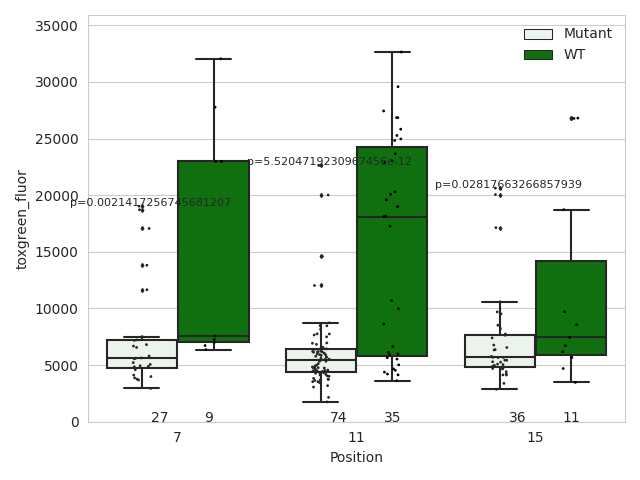 35000
Mutant
WT
30000
25000
p=5.5204719230967456e-12
p=0.02817663266857939
20000
p=0.0021417256745681207
toxgreen_fluor
15000
10000
5000
0
27 9 74 35 36 11
7 11 15
Position